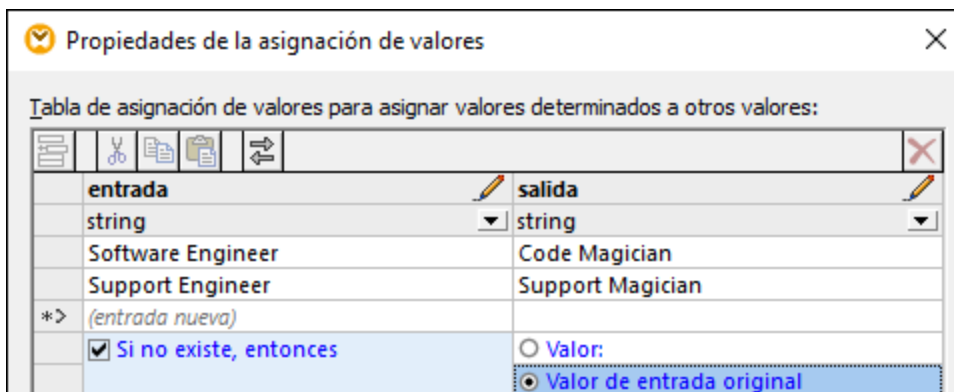 Propiedades de la asignación de valores
Tabla de asignación de valores para asignar valores determinados a otros valores:
entrada salida
string string
Software Engineer Code Magician
Support Engineer Support Magician
*> (entrada nueva)
Si no existe, entonces Valor:
Valor de entrada original